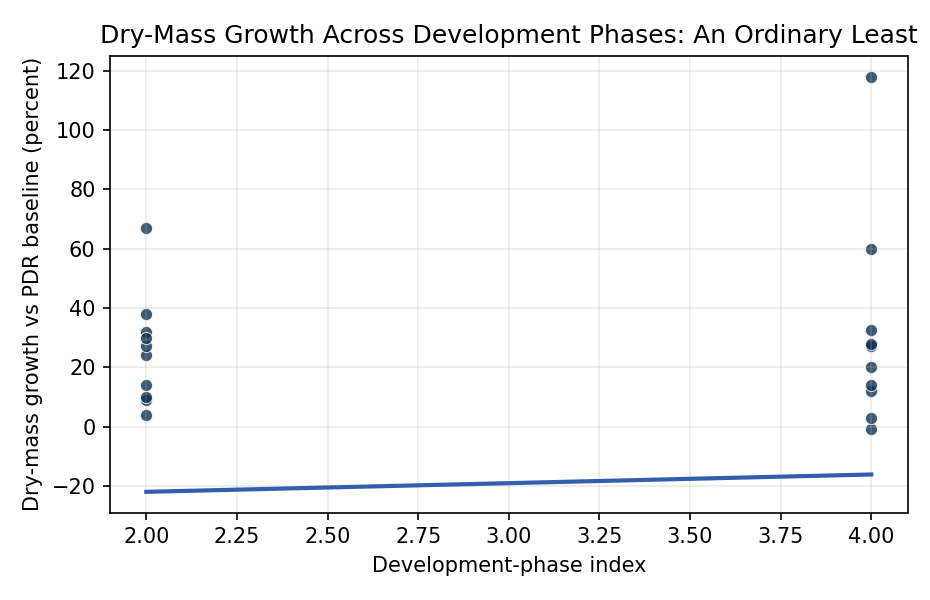 Dry-Mass Growth Across Development Phases: An Ordinary Least
Dry-mass growth vs PDR baseline (percent)
120
100
80
60
40
20
0
−20
2.00 2.25 2.50 2.75 3.00 3.25 3.50 3.75 4.00
Development-phase index